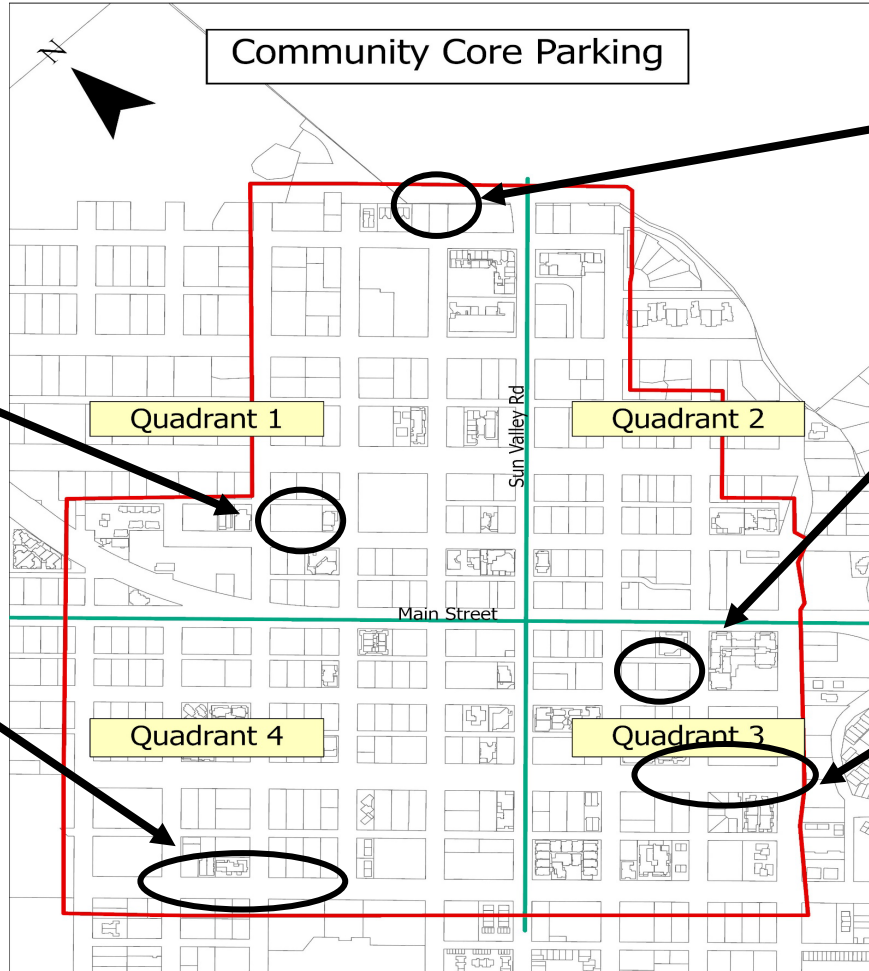 N
Community Core Parking
Quadrant 1
Quadrant 2
Sun Valley Rd
Main Street
Quadrant 4
Quadrant 3